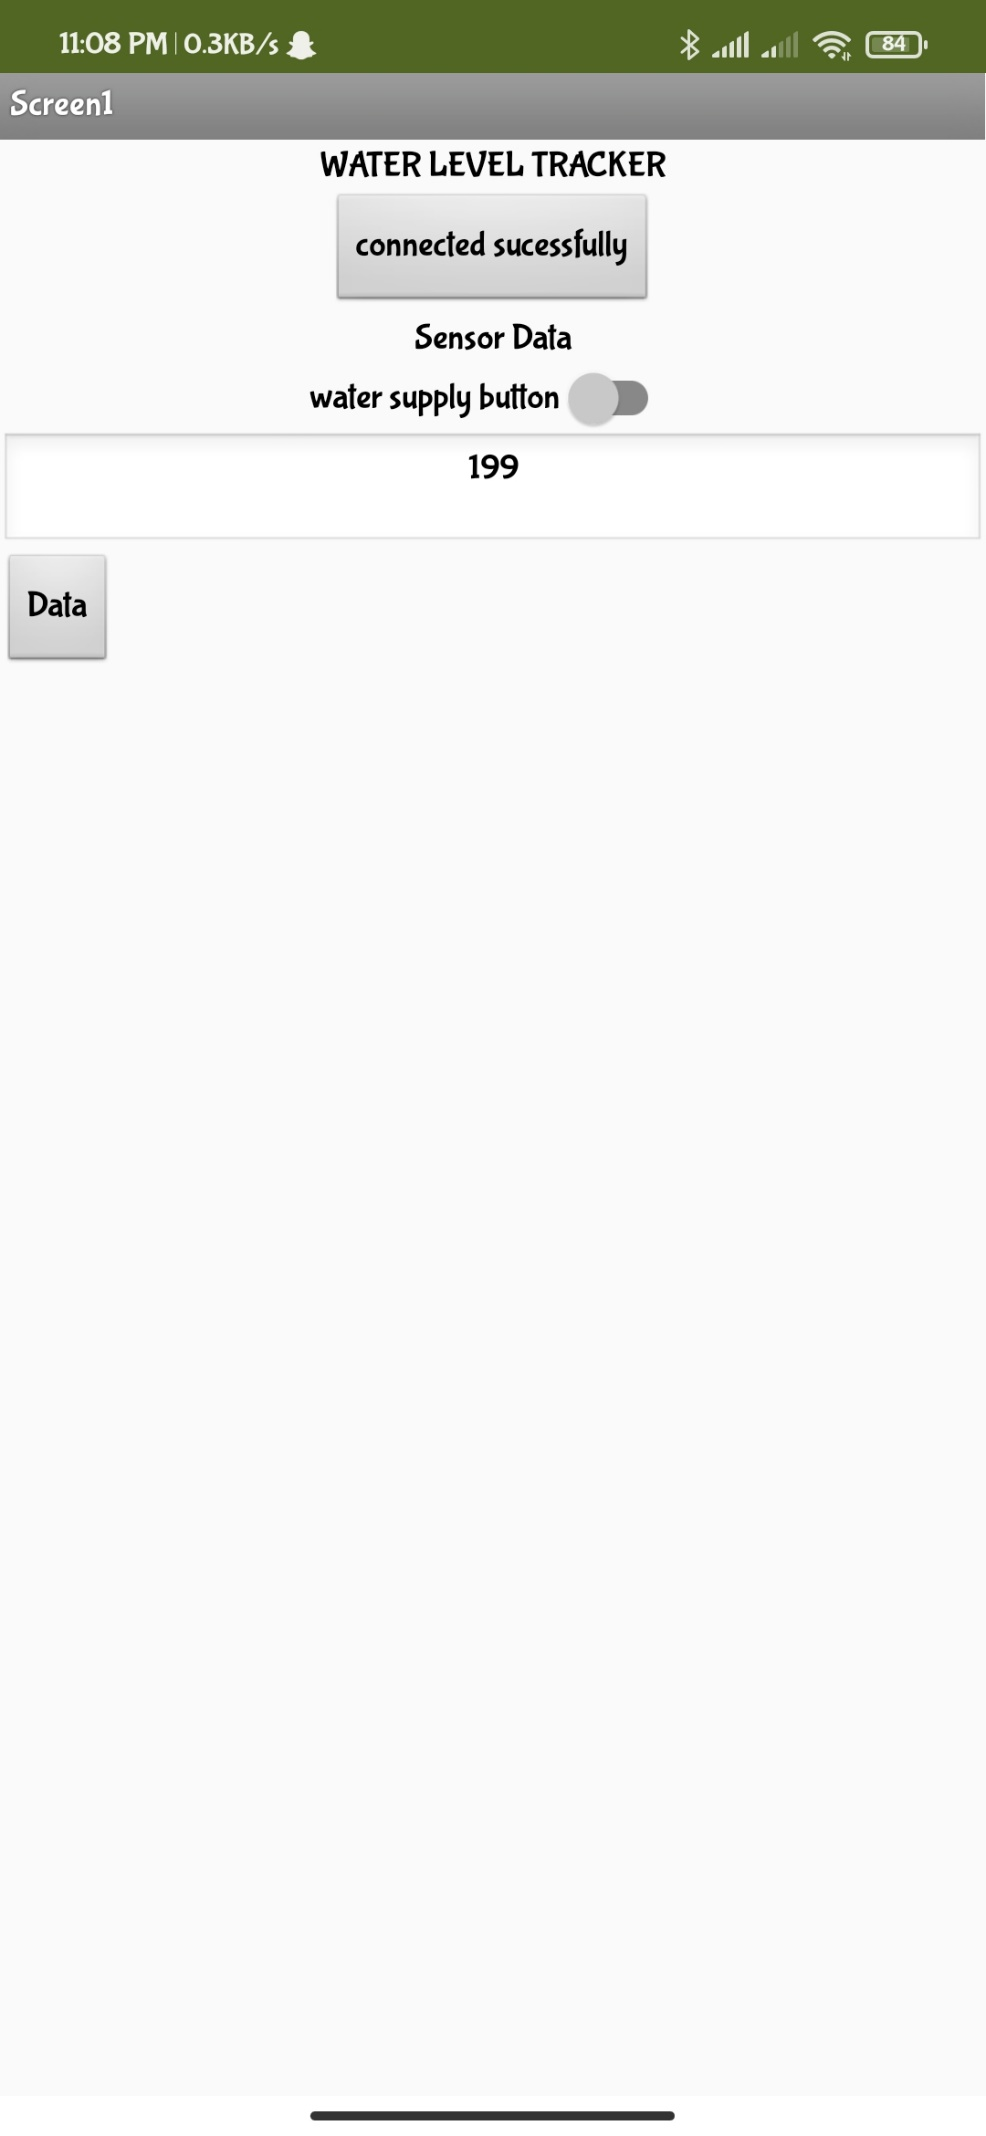 11:08 PM | 0.3KB/s 84
Screen1
WATER LEVEL TRACKER
connected sucessfully
Sensor Data
water supply button
199
Data